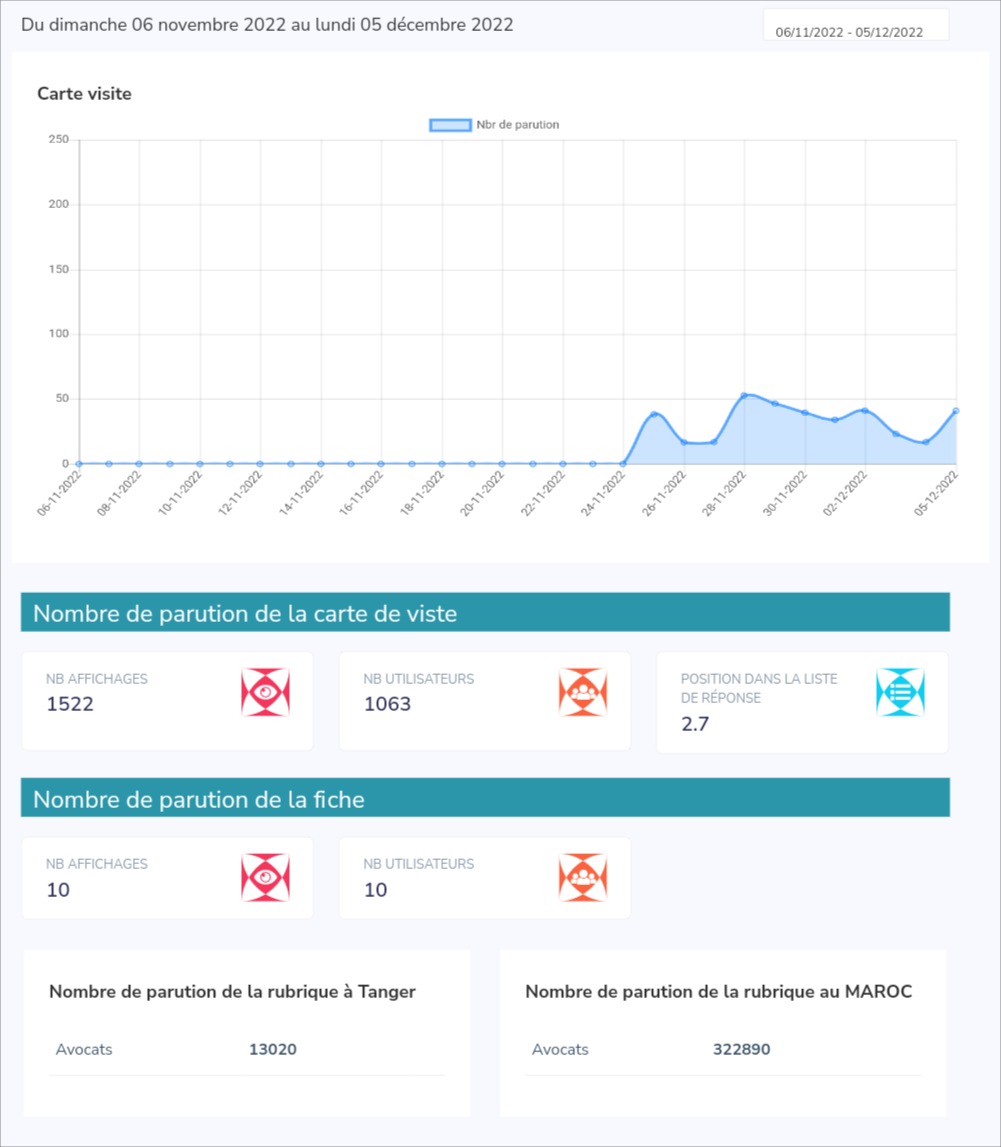 Du dimanche 06 novembre 2022 au lundi 05 décembre 2022
06/11/2022 - 05/12/2022
Carte visite
Nbr de parution
250
200
150
100
50
0
06-11-2022
08-11-2022
10-11-2022
12-11-2022
14-11-2022
16-11-2022
18-11-2022
20-11-2022
22-11-2022
24-11-2022
26-11-2022
28-11-2022
30-11-2022
02-12-2022
05-12-2022
Nombre de parution de la carte de viste
NB AFFICHAGES
1522
NB UTILISATEURS
1063
POSITION DANS LA LISTE
DE RÉPONSE
2.7
Nombre de parution de la fiche
NB AFFICHAGES
10
NB UTILISATEURS
10
Nombre de parution de la rubrique à Tanger
Avocats 13020
Nombre de parution de la rubrique au MAROC
Avocats 322890